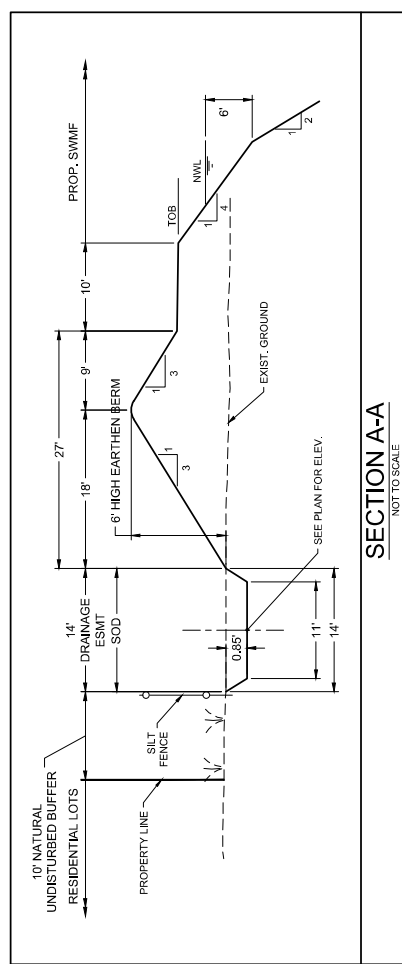 10' NATURAL
UNDISTURBED BUFFER
RESIDENTIAL LOTS
PROPERTY LINE
SILT
FENCE
14'
DRAINAGE
ESMT
SOD
0.85'
11'
14'
SEE PLAN FOR ELEV.
27'
18'
9'
10'
PROP. SWMF
6' HIGH EARTHEN BERM
1
3
1
3
TOB
NWL
1
4
6'
1
2
EXIST. GROUND
SECTION A-A
NOT TO SCALE